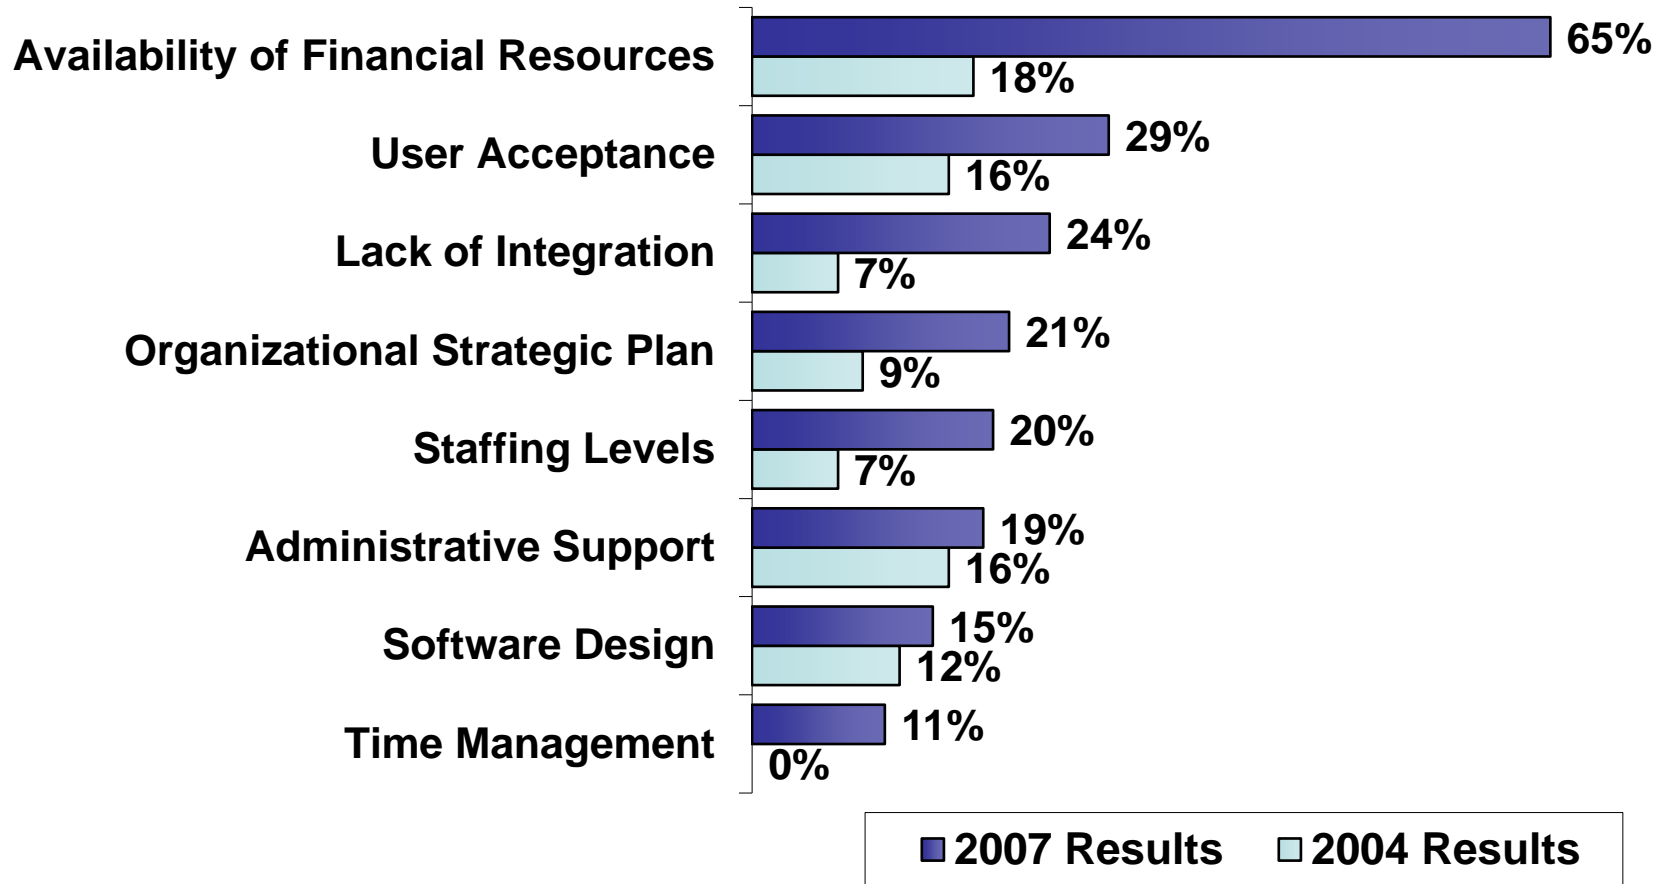 Availability of Financial Resources
65%
18%
User Acceptance
29%
16%
Lack of Integration
24%
7%
Organizational Strategic Plan
21%
9%
Staffing Levels
20%
7%
Administrative Support
19%
16%
Software Design
15%
12%
Time Management
11%
0%
2007 Results 2004 Results